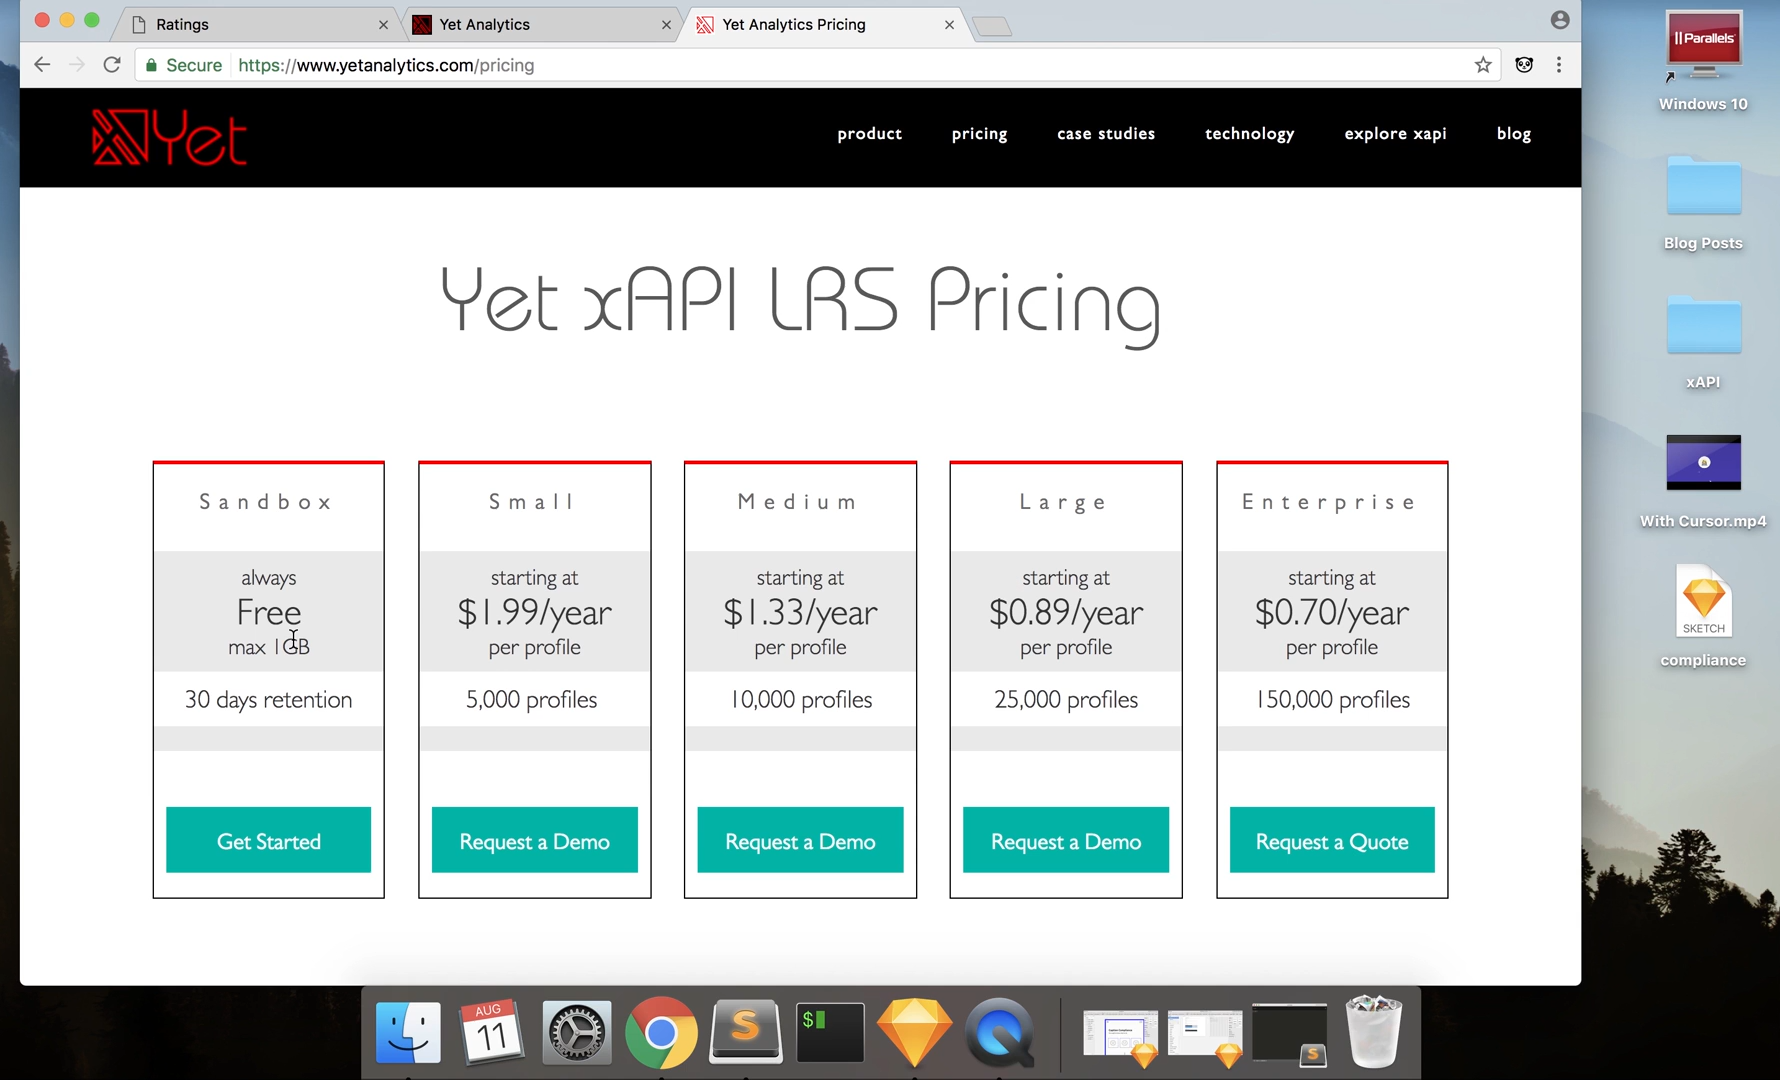 Ratings
Yet Analytics
Yet Analytics Pricing
Secure https://www.yetanalytics.com/pricing
Yet
product pricing case studies technology explore xapi blog
Yet xAPI LRS Pricing
Sandbox
always
Free
max 1GB
30 days retention
Get Started
Small
starting at
$1.99/year
per profile
5,000 profiles
Request a Demo
Medium
starting at
$1.33/year
per profile
10,000 profiles
Request a Demo
Large
starting at
$0.89/year
per profile
25,000 profiles
Request a Demo
Enterprise
starting at
$0.70/year
per profile
150,000 profiles
Request a Quote
Parallels
Windows 10
Blog Posts
xAPI
With Cursor.mp4
SKETCH
compliance
AUG
11
S
$
S